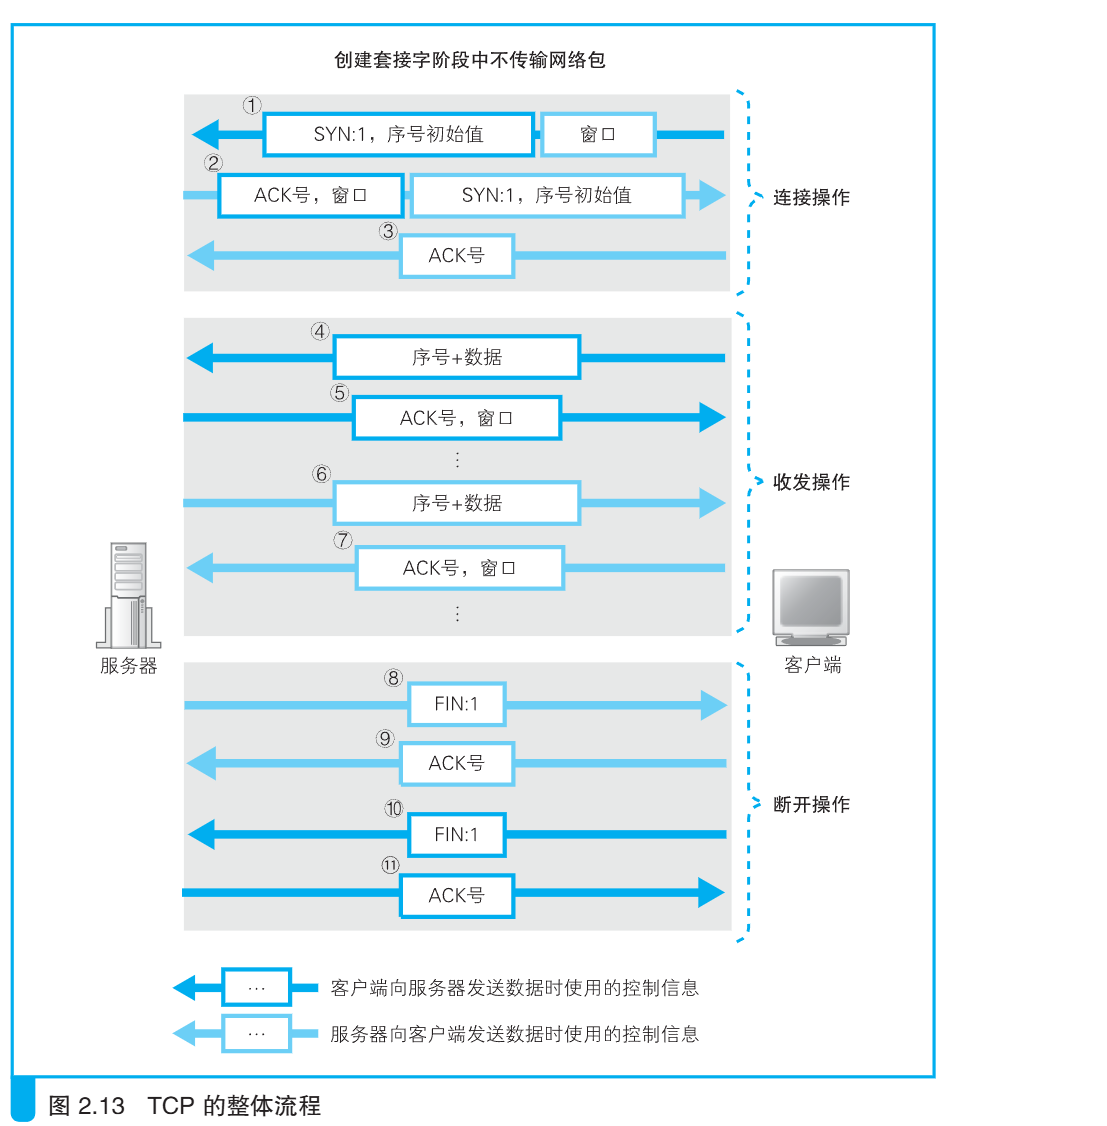 创建套接字阶段中不传输网络包
①
SYN:1，序号初始值
窗口
②
ACK号，窗口
SYN:1，序号初始值
连接操作
③
ACK号
④
序号+数据
⑤
ACK号，窗口
⋮
⑥
序号+数据
收发操作
⑦
ACK号，窗口
⋮
服务器
客户端
⑧
FIN:1
⑨
ACK号
⑩
FIN:1
断开操作
⑪
ACK号
…
客户端向服务器发送数据时使用的控制信息
…
服务器向客户端发送数据时使用的控制信息
图 2.13 TCP 的整体流程